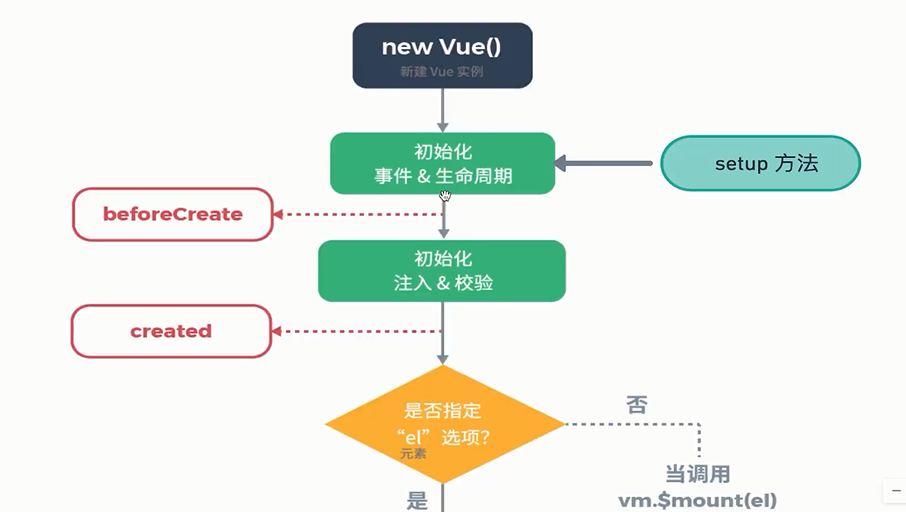 new Vue()
新建 Vue 实例
初始化
事件 & 生命周期
setup 方法
beforeCreate
初始化
注入 & 校验
created
是否指定
“el”选项?
元素
否
当调用
vm.$mount(el)
是